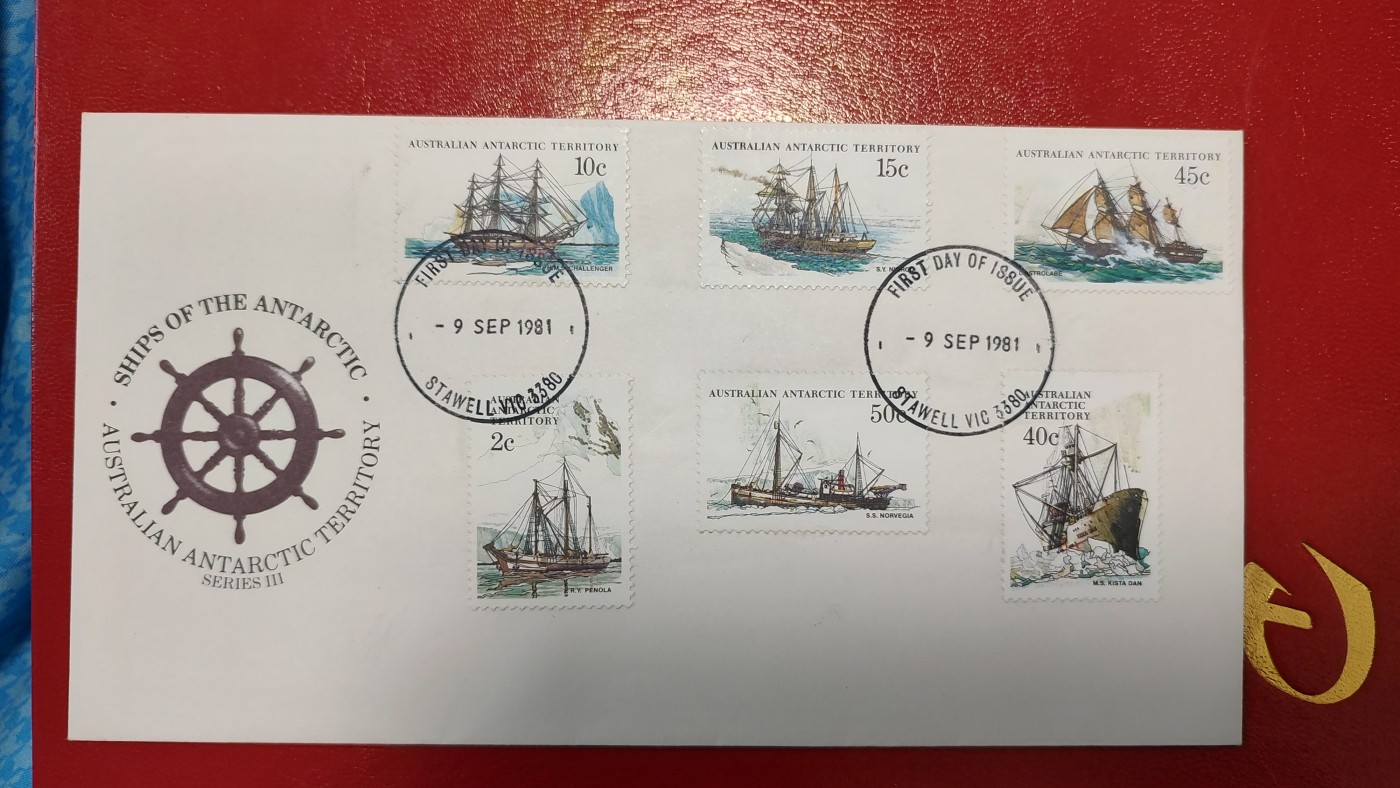 SHIPS OF THE ANTARCTIC
AUSTRALIAN ANTARCTIC TERRITORY
SERIES III
AUSTRALIAN ANTARCTIC TERRITORY
10c
CHALLENGER
AUSTRALIAN ANTARCTIC TERRITORY
15c
S.Y.
AUSTRALIAN ANTARCTIC TERRITORY
45c
ASTROLABE
FIRST DAY OF ISSUE
- 9 SEP 1981
STAWELL VIC 3380
FIRST DAY OF ISSUE
- 9 SEP 1981
STAWELL VIC 3380
AUSTRALIAN
ANTARCTIC
TERRITORY
2c
R.Y. PENOLA
AUSTRALIAN ANTARCTIC TERRITORY
50c
S.S. NORVEGIA
AUSTRALIAN
ANTARCTIC
TERRITORY
40c
M.S. KISTA DAN